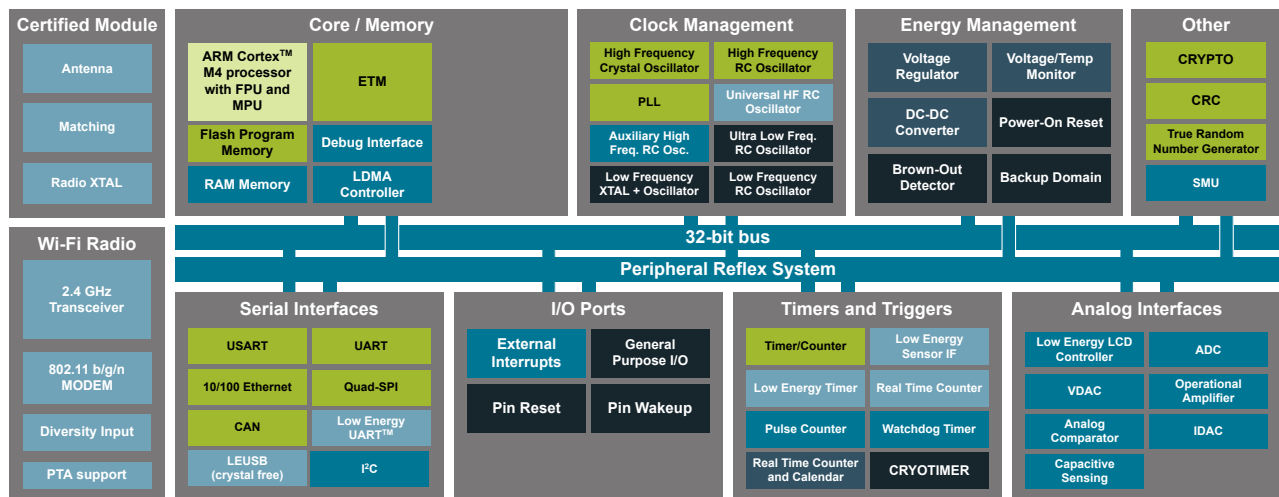 Certified Module
Antenna
Matching
Radio XTAL
Core / Memory
ARM Cortex™
M4 processor
with FPU and
MPU
ETM
Flash Program
Memory
Debug Interface
RAM Memory
LDMA
Controller
Clock Management
High Frequency
Crystal Oscillator
High Frequency
RC Oscillator
PLL
Universal HF RC
Oscillator
Auxiliary High
Freq. RC Osc.
Ultra Low Freq.
RC Oscillator
Low Frequency
XTAL + Oscillator
Low Frequency
RC Oscillator
Energy Management
Voltage
Regulator
Voltage/Temp
Monitor
DC-DC
Converter
Power-On Reset
Brown-Out
Detector
Backup Domain
Other
CRYPTO
CRC
True Random
Number Generator
SMU
32-bit bus
Peripheral Reflex System
Wi-Fi Radio
2.4 GHz
Transceiver
802.11 b/g/n
MODEM
Diversity Input
PTA support
Serial Interfaces
USART
UART
10/100 Ethernet
Quad-SPI
CAN
Low Energy
UART™
LEUSB
(crystal free)
I²C
I/O Ports
External
Interrupts
General
Purpose I/O
Pin Reset
Pin Wakeup
Timers and Triggers
Timer/Counter
Low Energy
Sensor IF
Low Energy Timer
Real Time Counter
Pulse Counter
Watchdog Timer
Real Time Counter
and Calendar
CRYOTIMER
Analog Interfaces
Low Energy LCD
Controller
ADC
VDAC
Operational
Amplifier
Analog
Comparator
IDAC
Capacitive
Sensing